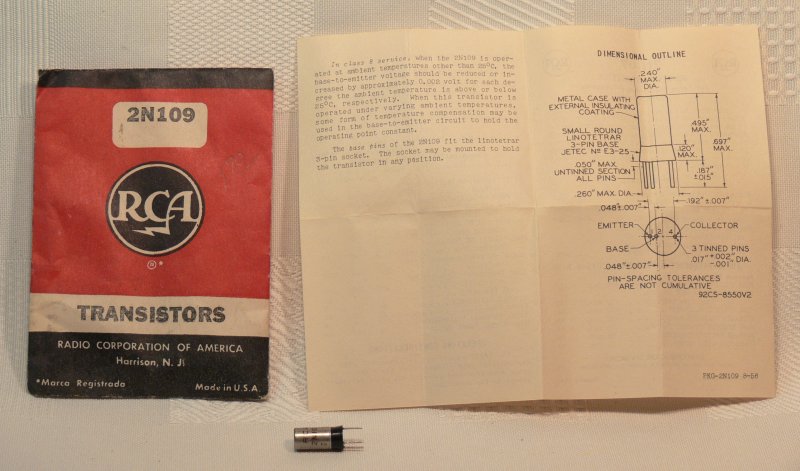 2N109
RCA
®*
TRANSISTORS
RADIO CORPORATION OF AMERICA
Harrison, N. J.
*Marca Registrada
Made in U.S.A.
In class B service, when the 2N109 is oper-
ated at ambient temperatures other than 25°C, the
base-to-emitter voltage should be reduced or in-
creased by approximately 0.002 volt for each de-
gree the ambient temperature is above or below
25°C, respectively. When this transistor is
operated under varying ambient temperatures,
some form of temperature compensation may be
used in the base-to-emitter circuit to hold the
operating point constant.
The base pins of the 2N109 fit the linotetrar
3-pin socket. The socket may be mounted to hold
the transistor in any position.
DIMENSIONAL OUTLINE
.240"
MAX.
DIA.
METAL CASE WITH
EXTERNAL INSULATING
COATING
.495"
MAX.
.697"
MAX.
SMALL ROUND
LINOTETRAR
3-PIN BASE
JETEC Nº E3-25
.120"
MAX.
.050" MAX.
UNTINNED SECTION
ALL PINS
.187"
±.015"
.260" MAX. DIA.
.192"±.007"
.048"±.007"
EMITTER
COLLECTOR
1 2 4
BASE
3 TINNED PINS
.017" +.002" -.001" DIA.
.048"±.007"
PIN-SPACING TOLERANCES
ARE NOT CUMULATIVE
92CS-8550V2
PKG-2N109 8-56